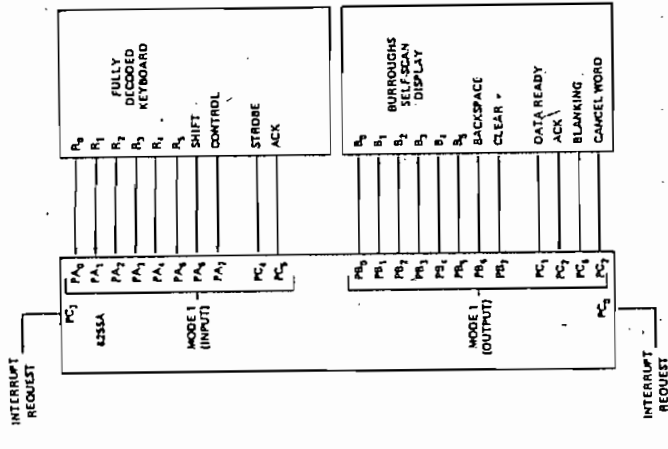 INTERRUPT
REQUEST
PC₃
8255A
MODE 1
(INPUT)
PA₀
PA₁
PA₂
PA₃
PA₄
PA₅
PA₆
PA₇
PC₄
PC₅
R₀
R₁
R₂
R₃
R₄
R₅
SHIFT
CONTROL
STROBE
ACK
FULLY
DECODED
KEYBOARD
MODE 1
(OUTPUT)
PB₀
PB₁
PB₂
PB₃
PB₄
PB₅
PB₆
PB₇
PC₁
PC₂
PC₆
PC₇
B₀
B₁
B₂
B₃
B₄
B₅
BACKSPACE
CLEAR
DATA READY
ACK
BLANKING
CANCEL WORD
BURROUGHS
SELF-SCAN
DISPLAY
PC₀
INTERRUPT
REQUEST